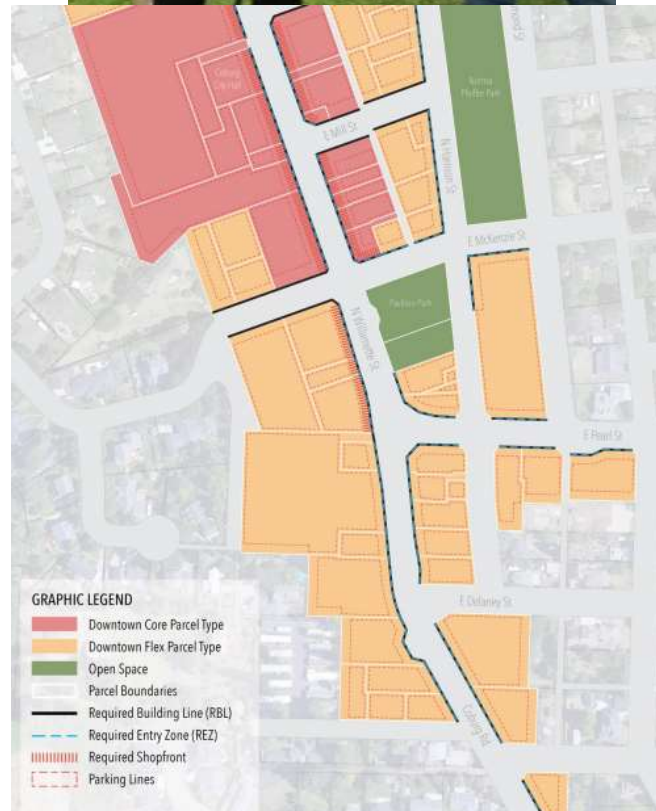 Coburg
City Hall
Norma
Pfeiffer Park
E Mill St
N Harrison St
E McKenzie St
Pavilion Park
N Willamette St
E Pearl St
E Dolaney St
Coburg Rd
GRAPHIC LEGEND
Downtown Core Parcel Type
Downtown Flex Parcel Type
Open Space
Parcel Boundaries
Required Building Line (RBL)
Required Entry Zone (REZ)
Required Shopfront
Parking Lines